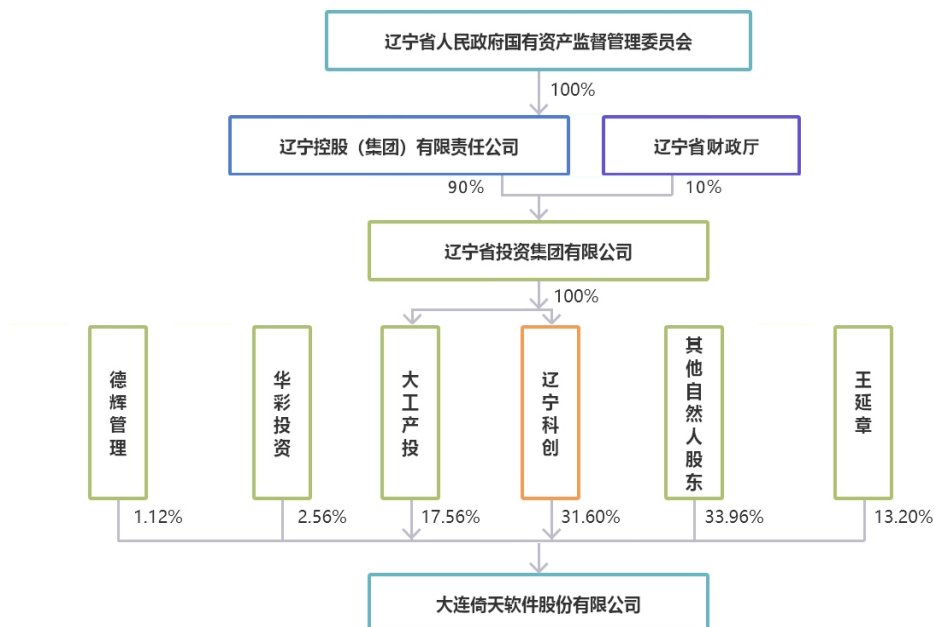 辽宁省人民政府国有资产监督管理委员会
100%
辽宁控股（集团）有限责任公司
辽宁省财政厅
90%
10%
辽宁省投资集团有限公司
100%
德辉管理
华彩投资
大工产投
辽宁科创
其他自然人股东
王延章
1.12%
2.56%
17.56%
31.60%
33.96%
13.20%
大连倚天软件股份有限公司